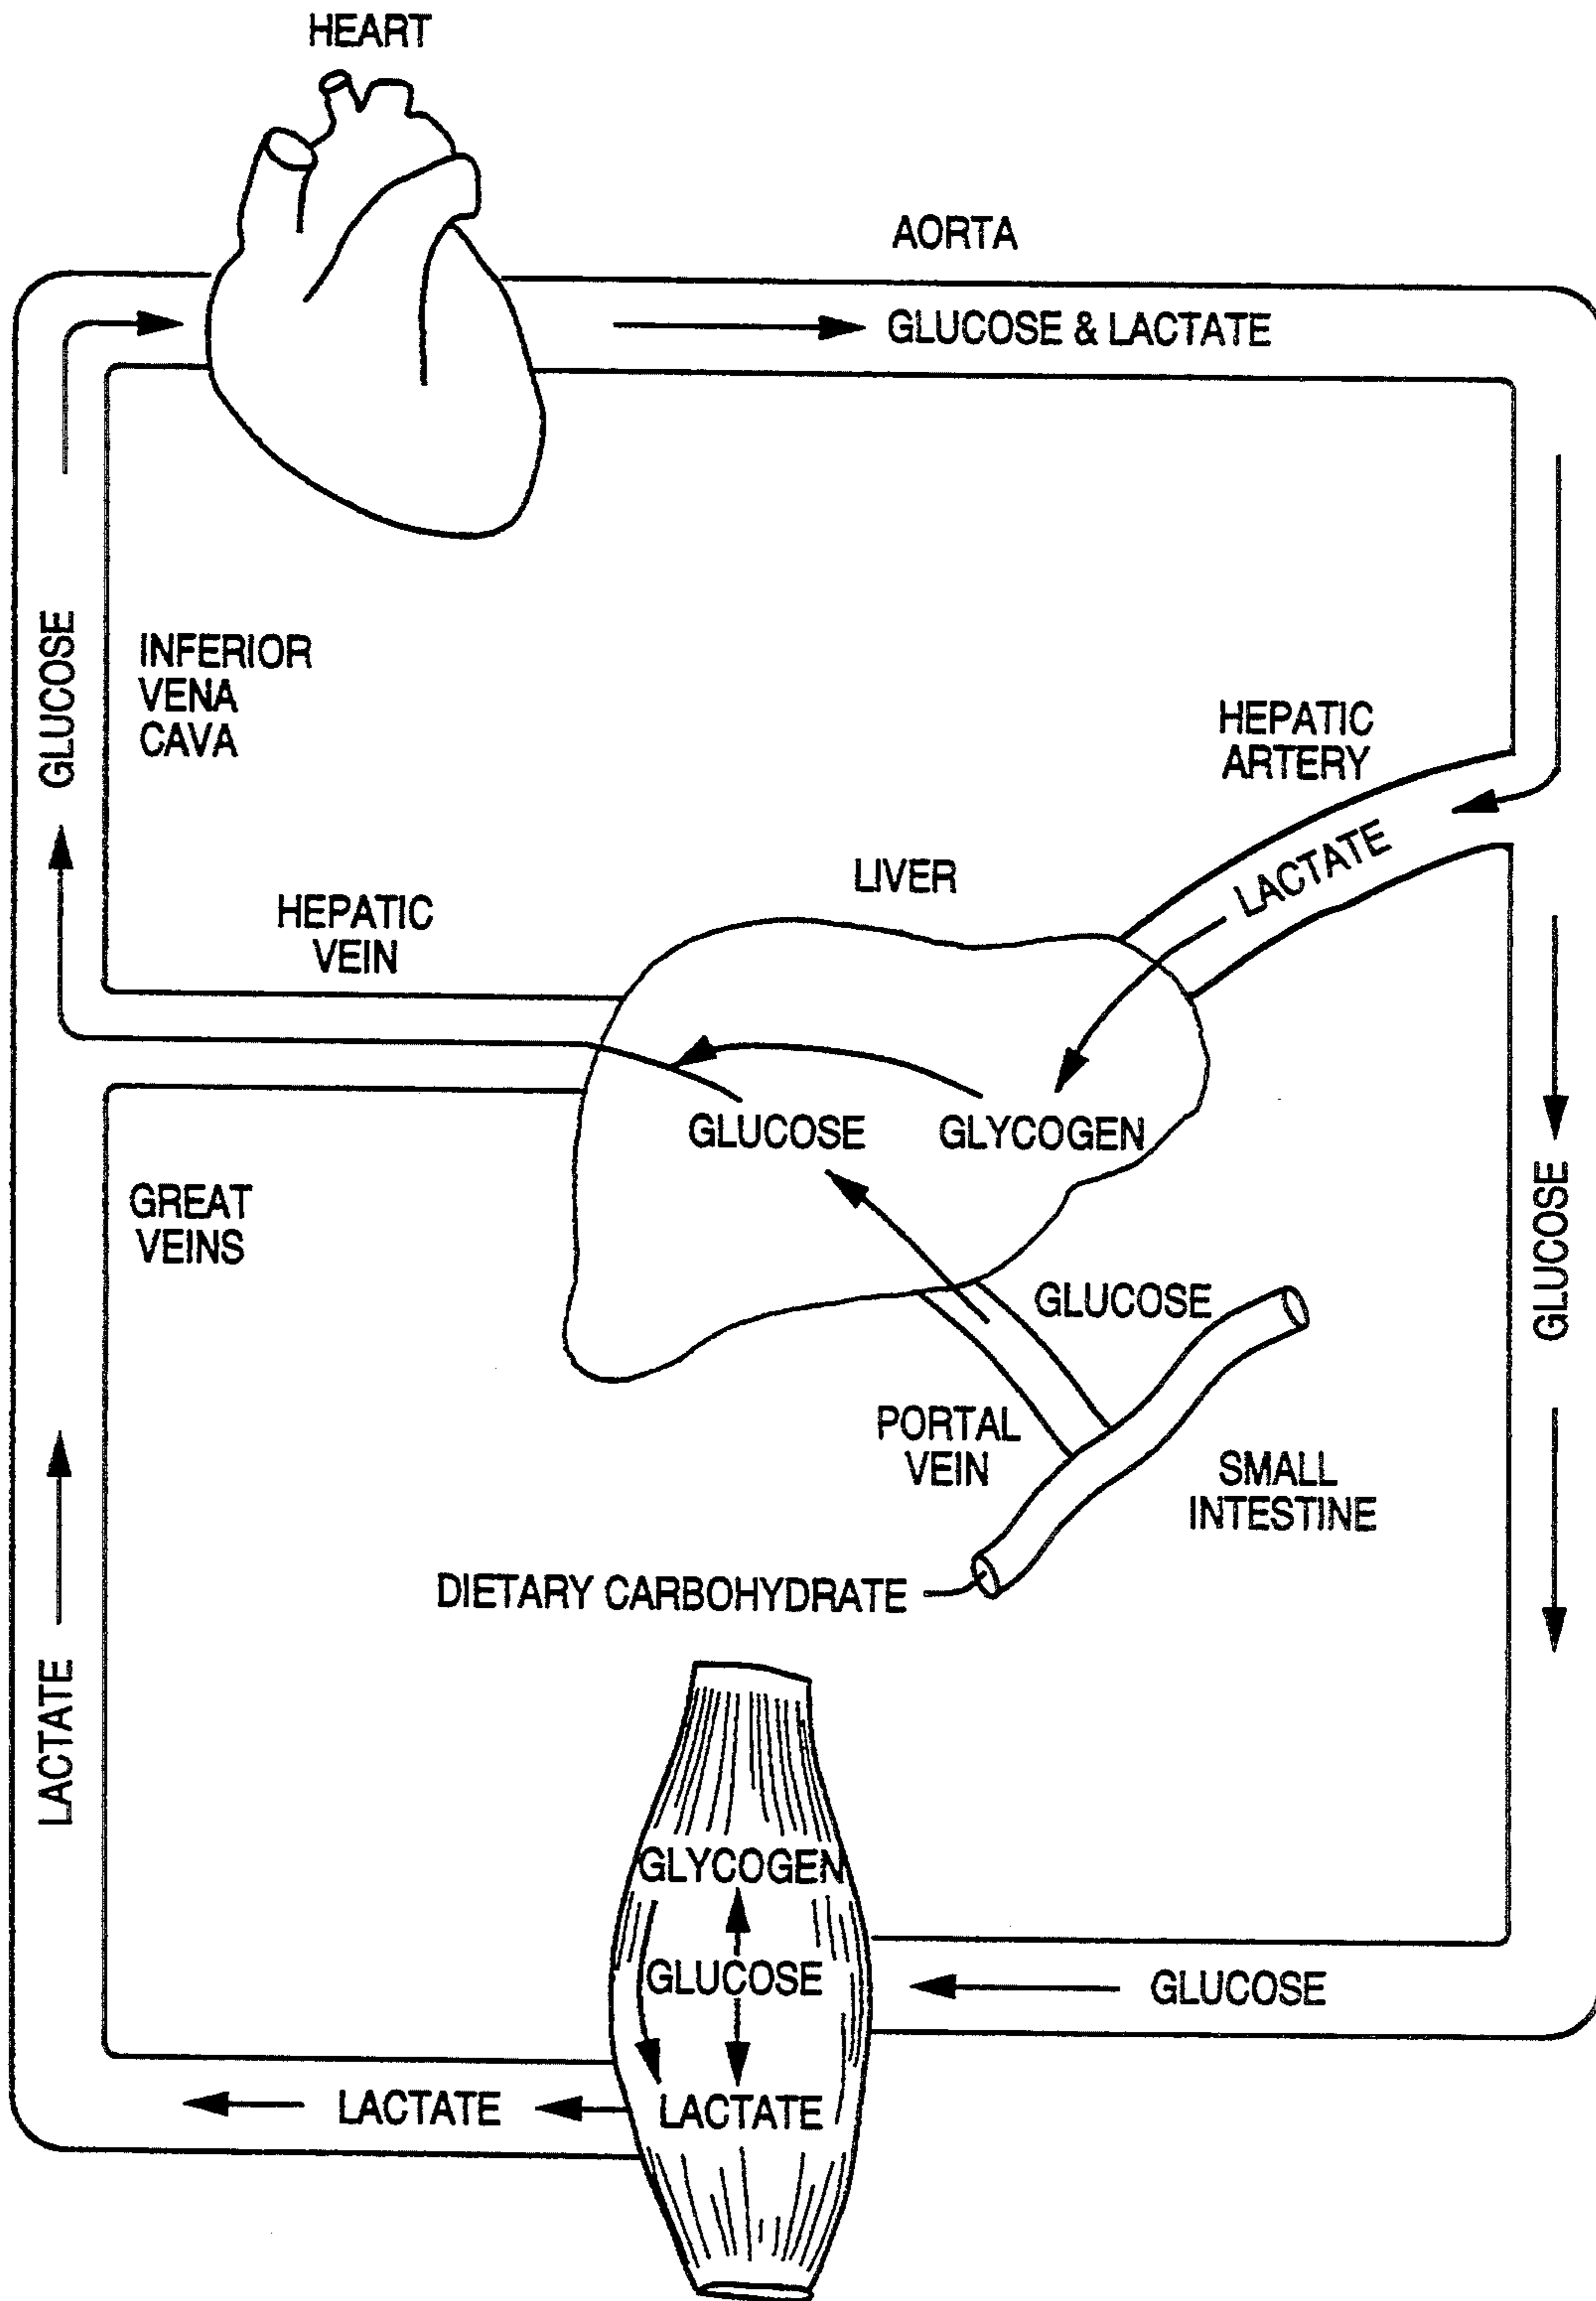 HEART
AORTA
GLUCOSE & LACTATE
GLUCOSE
INFERIOR
VENA
CAVA
HEPATIC
ARTERY
LACTATE
LIVER
HEPATIC
VEIN
GLUCOSE
GLYCOGEN
GREAT
VEINS
GLUCOSE
GLUCOSE
PORTAL
VEIN
SMALL
INTESTINE
DIETARY CARBOHYDRATE
LACTATE
GLYCOGEN
GLUCOSE
GLUCOSE
LACTATE
LACTATE